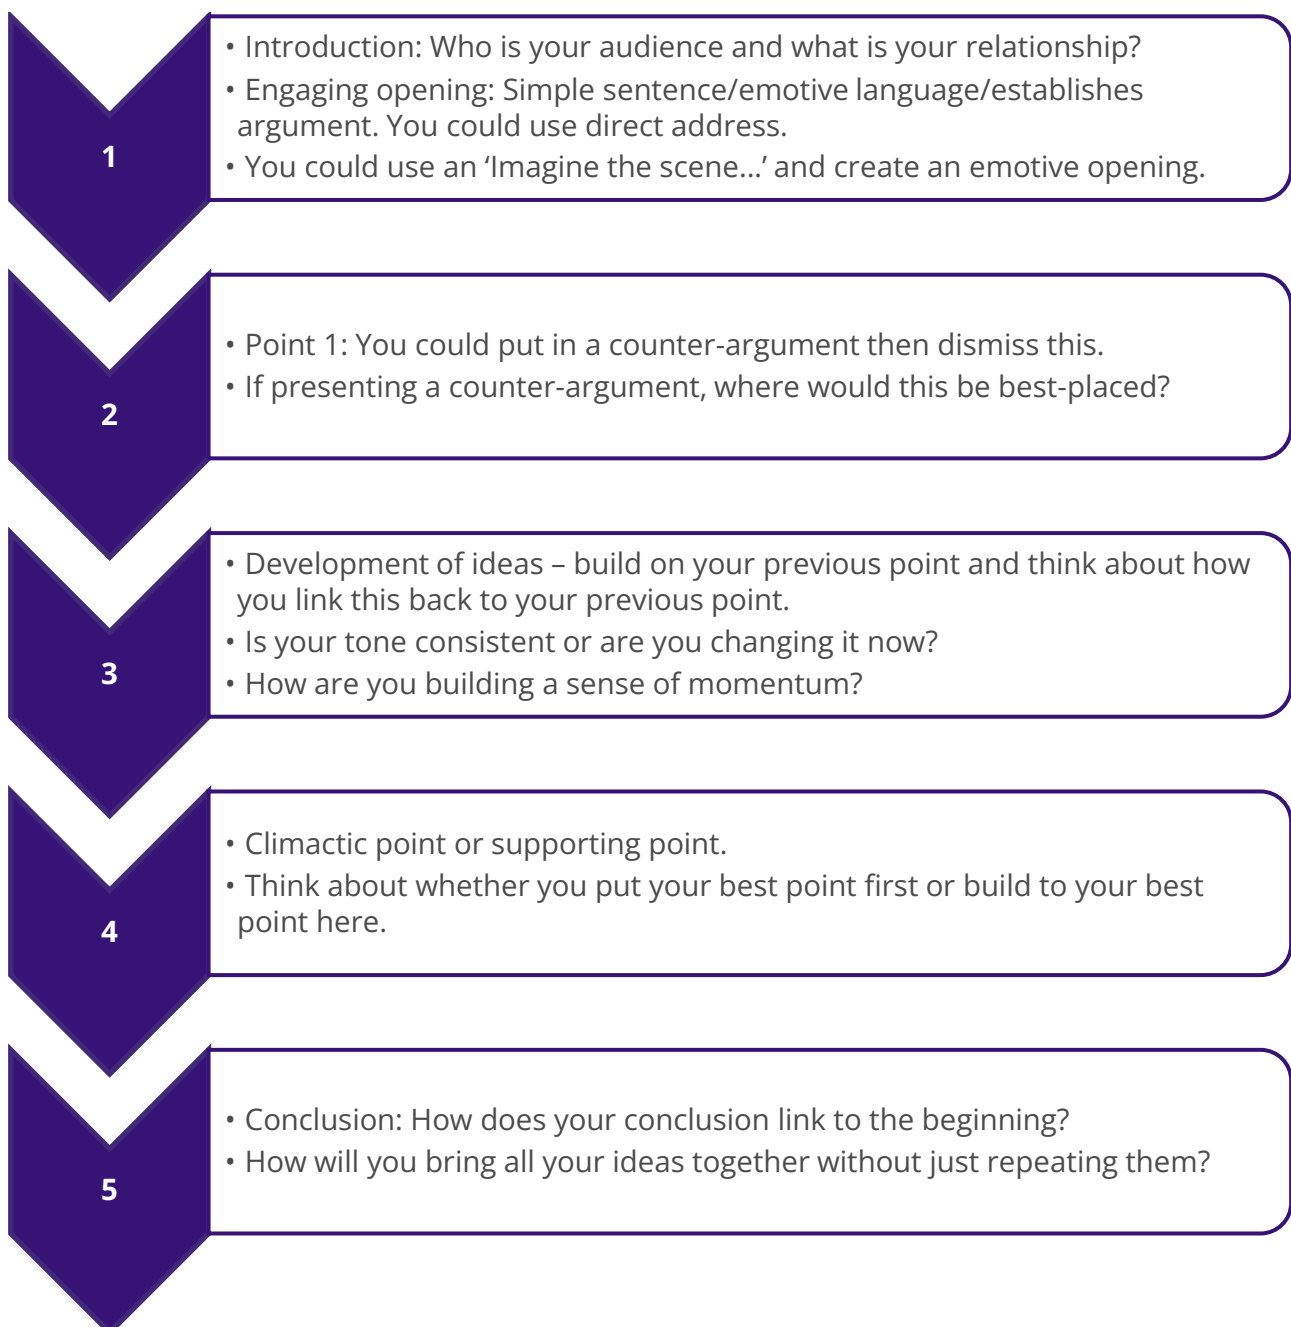 1
• Introduction: Who is your audience and what is your relationship?
• Engaging opening: Simple sentence/emotive language/establishes
argument. You could use direct address.
• You could use an ‘Imagine the scene...’ and create an emotive opening.
2
• Point 1: You could put in a counter-argument then dismiss this.
• If presenting a counter-argument, where would this be best-placed?
3
• Development of ideas – build on your previous point and think about how
you link this back to your previous point.
• Is your tone consistent or are you changing it now?
• How are you building a sense of momentum?
4
• Climactic point or supporting point.
• Think about whether you put your best point first or build to your best
point here.
5
• Conclusion: How does your conclusion link to the beginning?
• How will you bring all your ideas together without just repeating them?